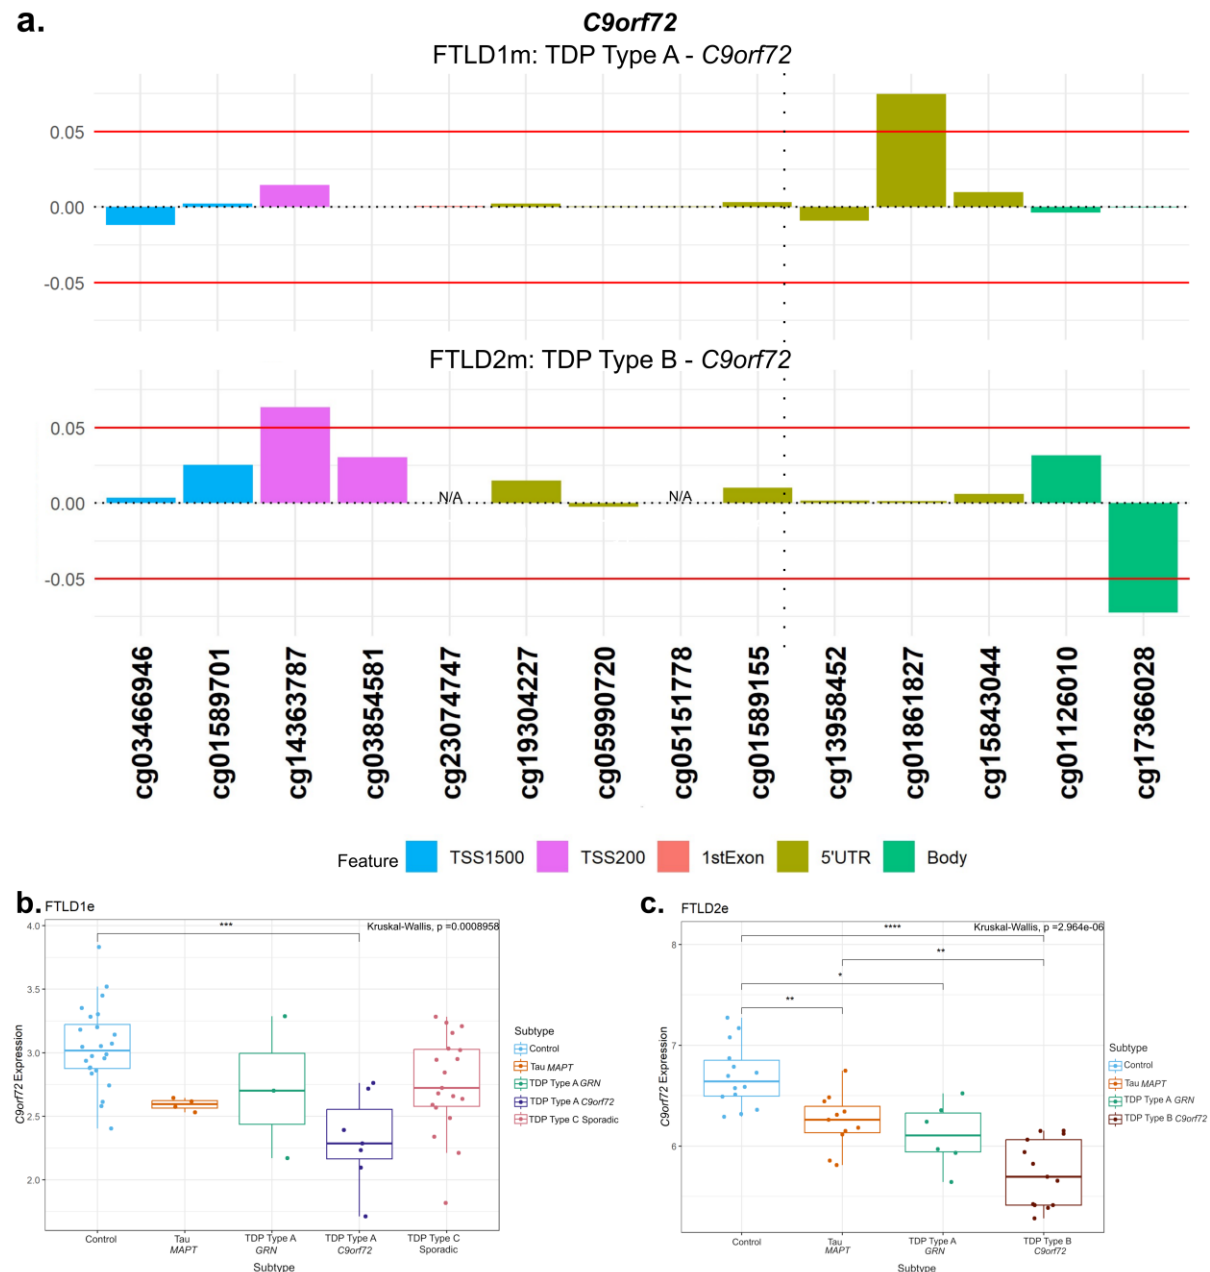 a.
C9orf72
FTLD1m: TDP Type A - C9orf72
0.05
0.00
-0.05
FTLD2m: TDP Type B - C9orf72
0.05
0.00
-0.05
N/A
N/A
cg03466946
cg01589701
cg14363787
cg03854581
cg23074747
cg19304227
cg05990720
cg05151778
cg01589155
cg13958452
cg01861827
cg15843044
cg01126010
cg17366028
Feature TSS1500 TSS200 1stExon 5'UTR Body
b. FTLD1e
Kruskal-Wallis, p =0.0008958
***
4.0
3.5
3.0
2.5
2.0
C9orf72 Expression
Control
Tau MAPT
TDP Type A GRN
TDP Type A C9orf72
TDP Type C Sporadic
Subtype
Subtype
Control
Tau MAPT
TDP Type A GRN
TDP Type A C9orf72
TDP Type C Sporadic
c. FTLD2e
Kruskal-Wallis, p =2.964e-06
****
**
*
**
8
7
6
C9orf72 Expression
Control
Tau MAPT
TDP Type A GRN
TDP Type B C9orf72
Subtype
Subtype
Control
Tau MAPT
TDP Type A GRN
TDP Type B C9orf72